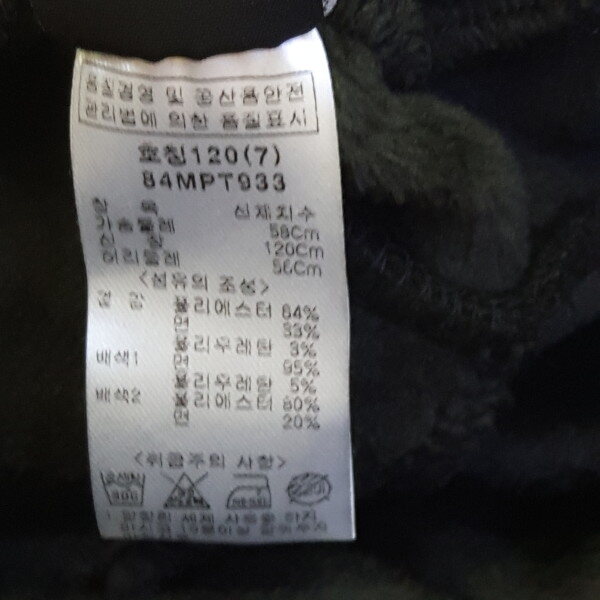 품질경영 및 공산품안전
관리법에 의한 품질표시
호칭120(7)
84MPT933
항 목 신체치수
가슴둘레 58Cm
신 장 120Cm
허리둘레 56Cm
<섬유의 조성>
겉 감 폴리에스터 64%
면 33%
폴리우레탄 3%
배색1 면 95%
폴리우레탄 5%
배색2 폴리에스터 80%
면 20%
<취급주의 사항>